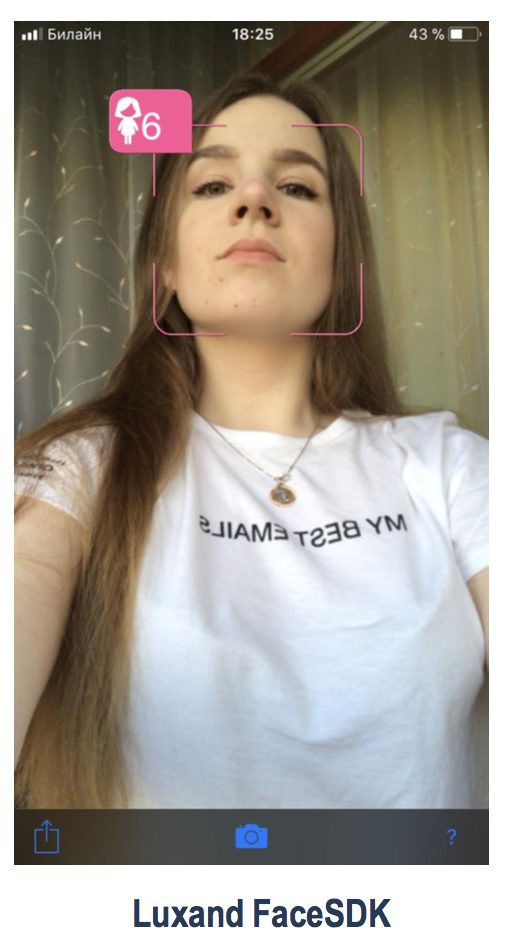 Билайн 18:25 43 %
6
MY BEST EMAILS
?
Luxand FaceSDK